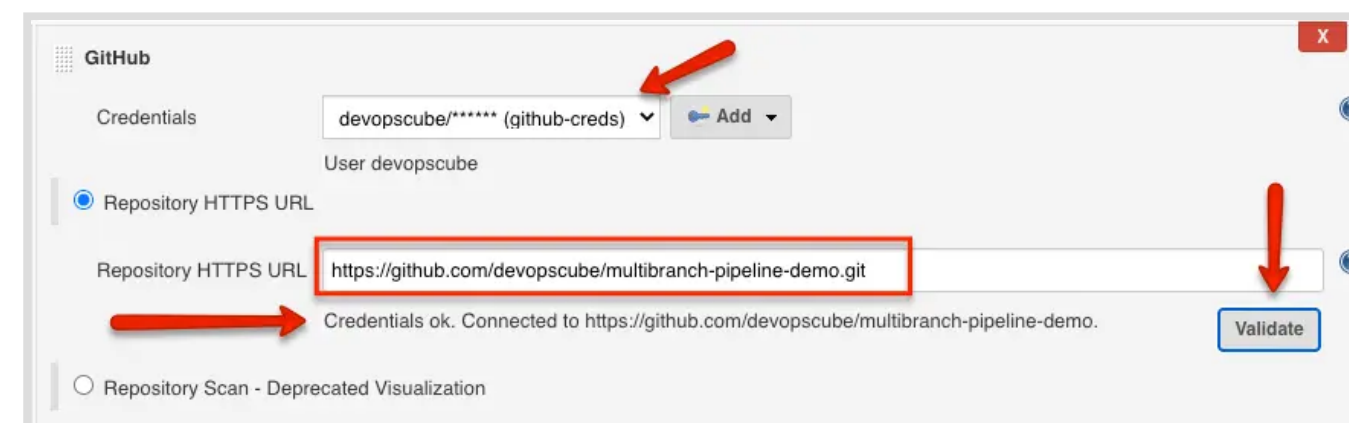 X
GitHub
Credentials devopscube/****** (github-creds) Add
User devopscube
Repository HTTPS URL
Repository HTTPS URL https://github.com/devopscube/multibranch-pipeline-demo.git
Credentials ok. Connected to https://github.com/devopscube/multibranch-pipeline-demo. Validate
Repository Scan - Deprecated Visualization